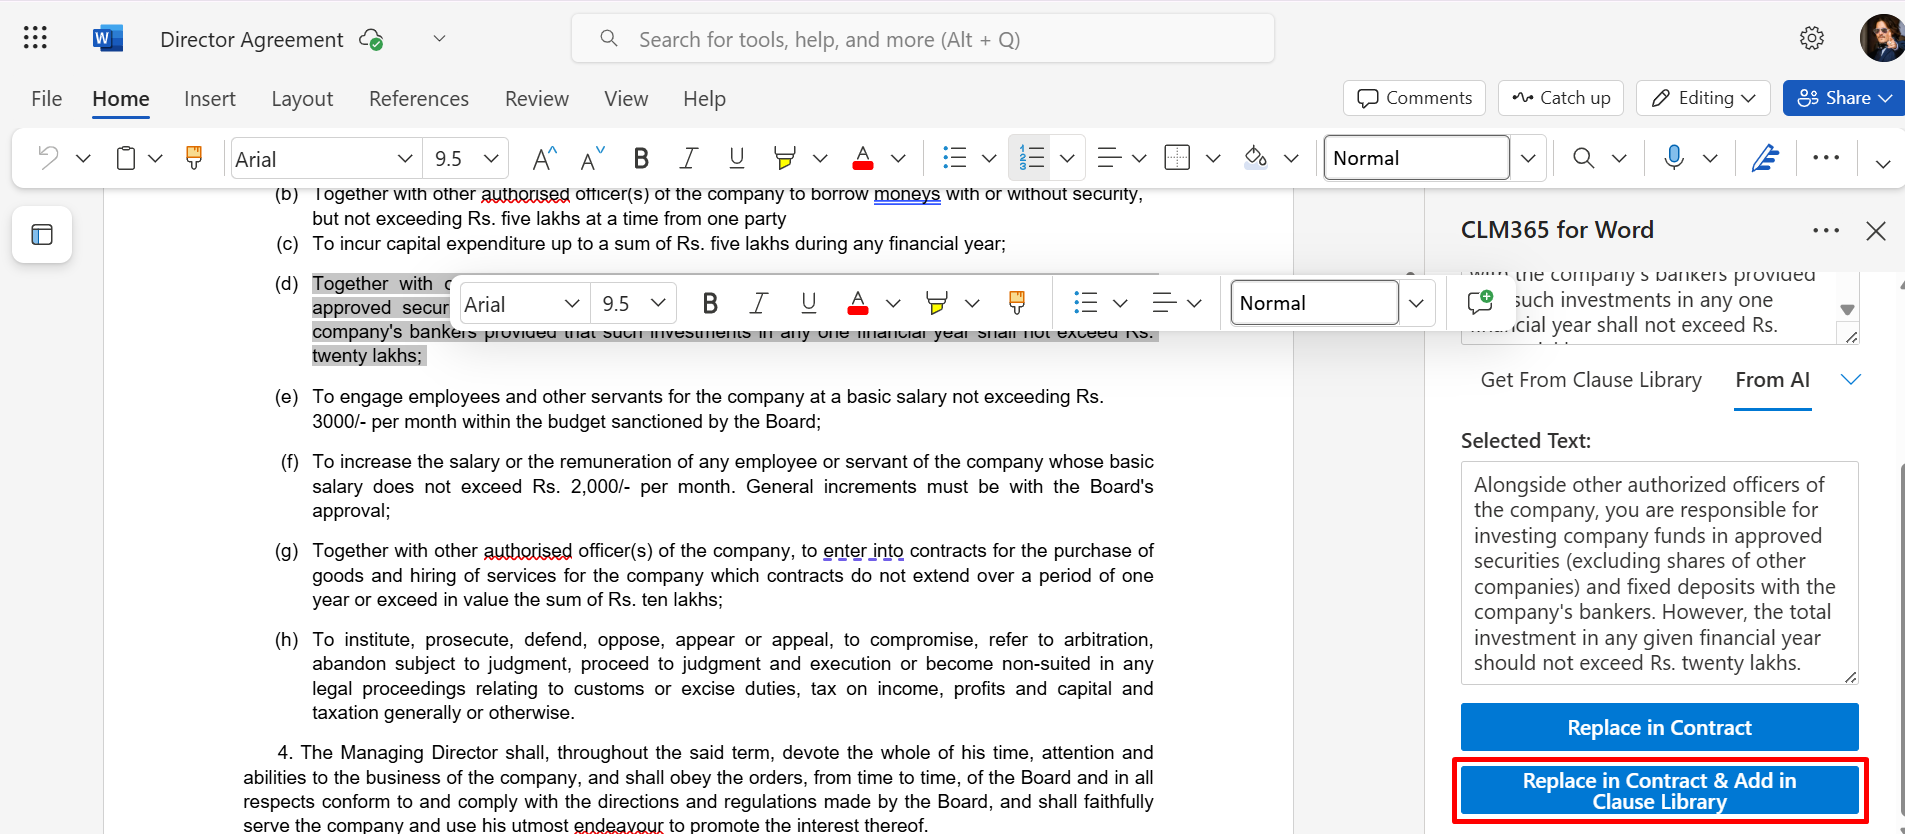 Director Agreement
Search for tools, help, and more (Alt + Q)
File Home Insert Layout References Review View Help
Comments Catch up Editing Share
Arial 9.5 Normal
(b) Together with other authorised officer(s) of the company to borrow moneys with or without security,
but not exceeding Rs. five lakhs at a time from one party
(c) To incur capital expenditure up to a sum of Rs. five lakhs during any financial year;
(d) Together with
approved secur
company's bankers provided that such investments in any one financial year shall not exceed Rs.
twenty lakhs;
Arial 9.5 Normal
(e) To engage employees and other servants for the company at a basic salary not exceeding Rs.
3000/- per month within the budget sanctioned by the Board;
(f) To increase the salary or the remuneration of any employee or servant of the company whose basic
salary does not exceed Rs. 2,000/- per month. General increments must be with the Board's
approval;
(g) Together with other authorised officer(s) of the company, to enter into contracts for the purchase of
goods and hiring of services for the company which contracts do not extend over a period of one
year or exceed in value the sum of Rs. ten lakhs;
(h) To institute, prosecute, defend, oppose, appear or appeal, to compromise, refer to arbitration,
abandon subject to judgment, proceed to judgment and execution or become non-suited in any
legal proceedings relating to customs or excise duties, tax on income, profits and capital and
taxation generally or otherwise.
4. The Managing Director shall, throughout the said term, devote the whole of his time, attention and
abilities to the business of the company, and shall obey the orders, from time to time, of the Board and in all
respects conform to and comply with the directions and regulations made by the Board, and shall faithfully
serve the company and use his utmost endeavour to promote the interest thereof.
CLM365 for Word
with the company's bankers provided
such investments in any one
financial year shall not exceed Rs.
Get From Clause Library From AI
Selected Text:
Alongside other authorized officers of
the company, you are responsible for
investing company funds in approved
securities (excluding shares of other
companies) and fixed deposits with the
company's bankers. However, the total
investment in any given financial year
should not exceed Rs. twenty lakhs.
Replace in Contract
Replace in Contract & Add in
Clause Library